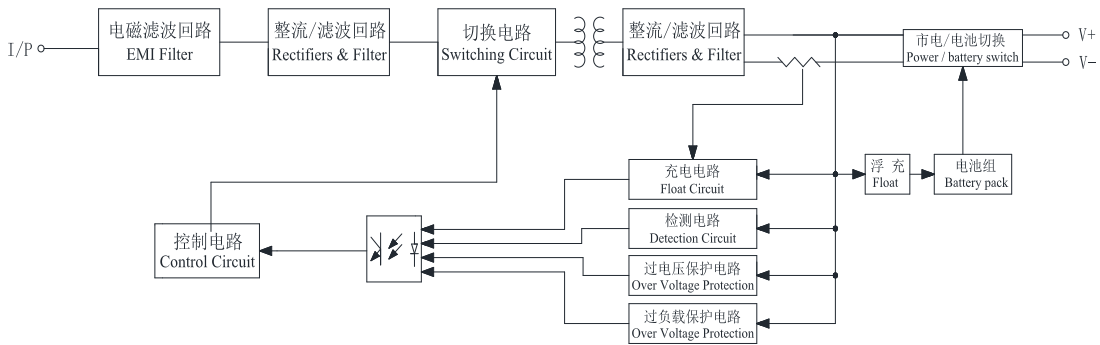 I/P
电磁滤波回路
EMI Filter
整流/滤波回路
Rectifiers & Filter
切换电路
Switching Circuit
整流/滤波回路
Rectifiers & Filter
市电/电池切换
Power / battery switch
V+
V-
充电电路
Float Circuit
浮 充
Float
电池组
Battery pack
检测电路
Detection Circuit
控制电路
Control Circuit
过电压保护电路
Over Voltage Protection
过负载保护电路
Over Voltage Protection